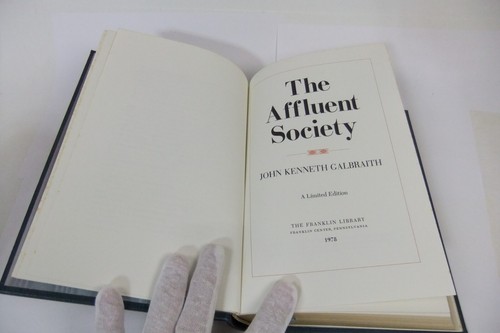 The
Affluent
Society
JOHN KENNETH GALBRAITH
A Limited Edition
THE FRANKLIN LIBRARY
FRANKLIN CENTER, PENNSYLVANIA
1978